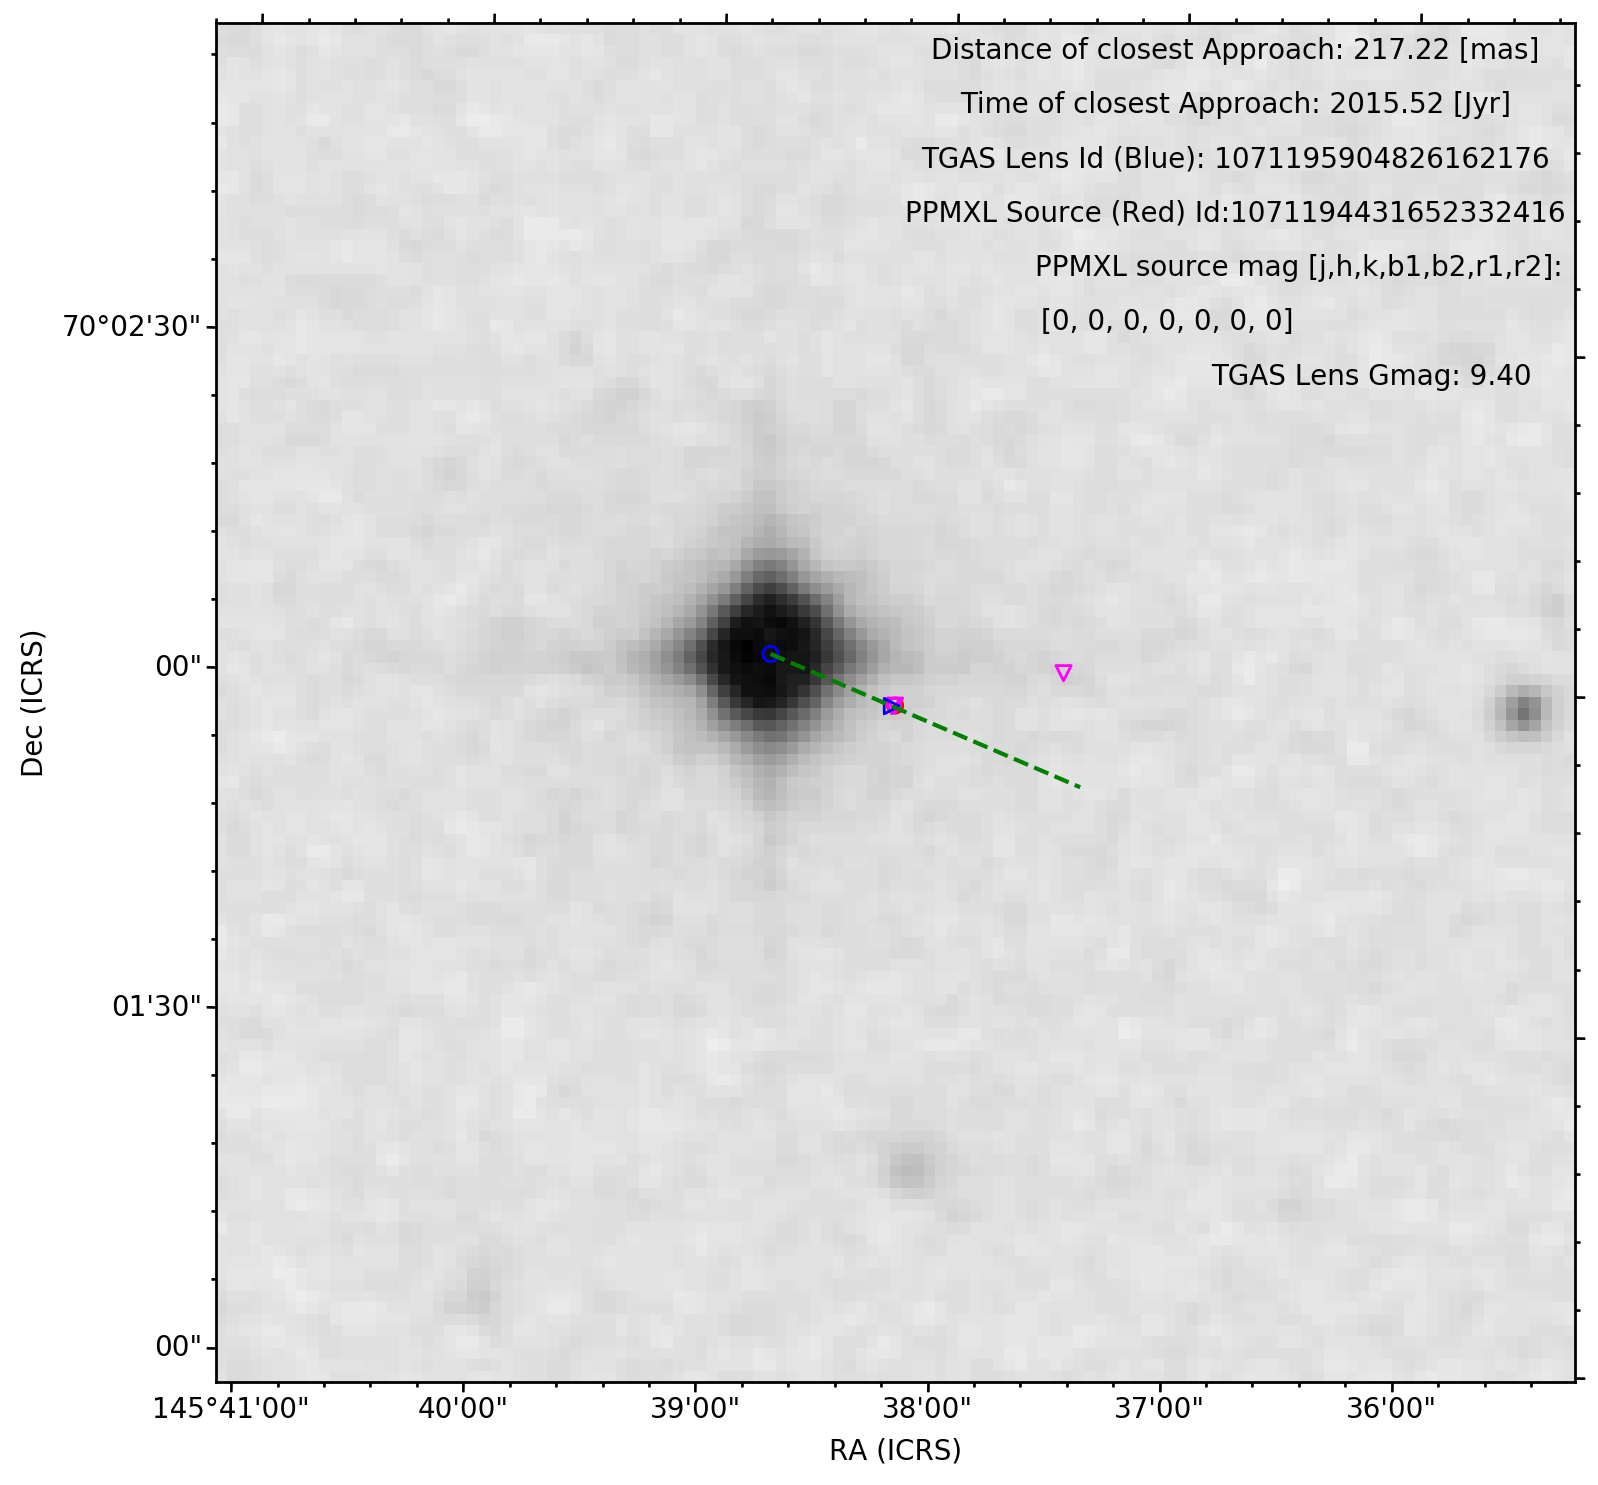 Distance of closest Approach: 217.22 [mas]
Time of closest Approach: 2015.52 [Jyr]
TGAS Lens Id (Blue): 1071195904826162176
PPMXL Source (Red) Id:1071194431652332416
PPMXL source mag [j,h,k,b1,b2,r1,r2]:
[0, 0, 0, 0, 0, 0, 0]
TGAS Lens Gmag: 9.40
70°02'30"
00"
01'30"
00"
Dec (ICRS)
145°41'00" 40'00" 39'00" 38'00" 37'00" 36'00"
RA (ICRS)